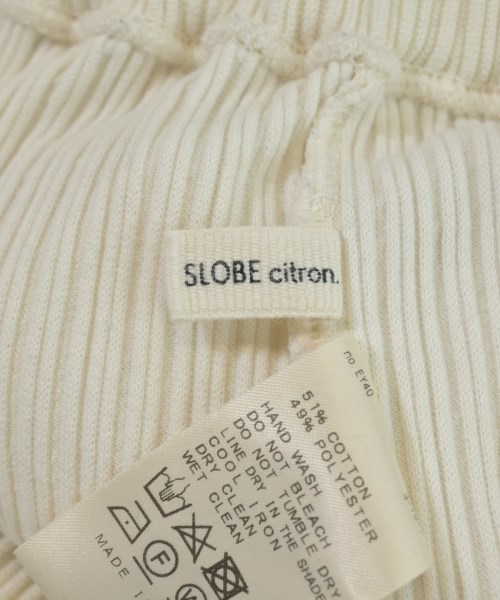 SLOBE citron.
no. EY40
51% COTTON
49% POLYESTER
HAND WASH
DO NOT BLEACH
DO NOT TUMBLE DRY
LINE DRY IN THE SHADE
COOL IRON
DRY CLEAN
WET CLEAN
F
W
MADE I